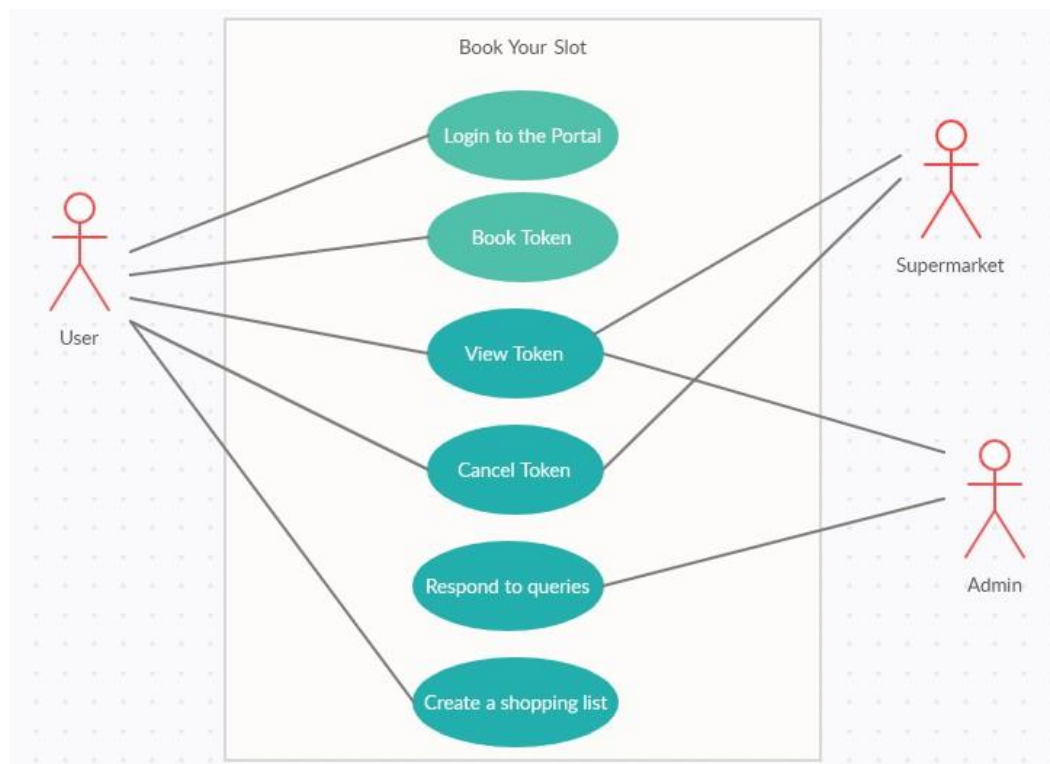 Book Your Slot
Login to the Portal
Book Token
View Token
Cancel Token
Respond to queries
Create a shopping list
User
Supermarket
Admin